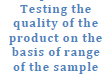 Testing the
quality of the
product on the
basis of range
of the sample